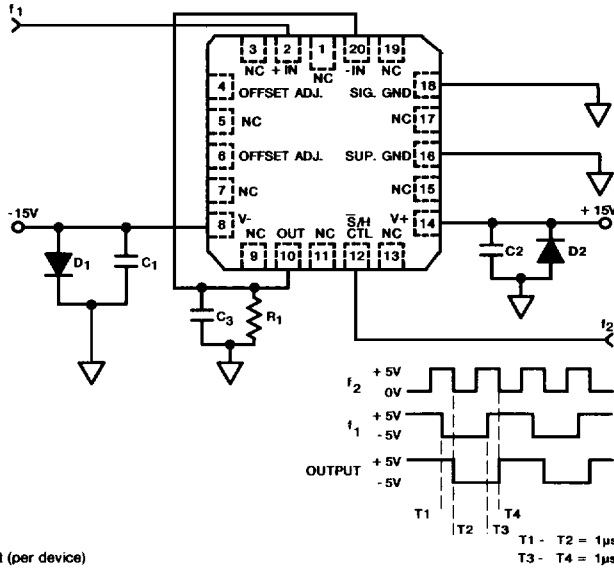 f1
3 2 1 20 19
NC +IN NC -IN NC
4 OFFSET ADJ. SIG. GND 18
5 NC NC 17
6 OFFSET ADJ. SUP. GND 16
7 NC NC 15
-15V 8 V- V+ 14 +15V
NC OUT NC S̅/H NC
CTL
9 10 11 12 13
D1 C1 C2 D2
C3 R1
f2
f2 +5V
0V
f1 +5V
-5V
OUTPUT +5V
-5V
T1 T2 T3 T4
T1 - T2 = 1µs
T3 - T4 = 1µs
t (per device)